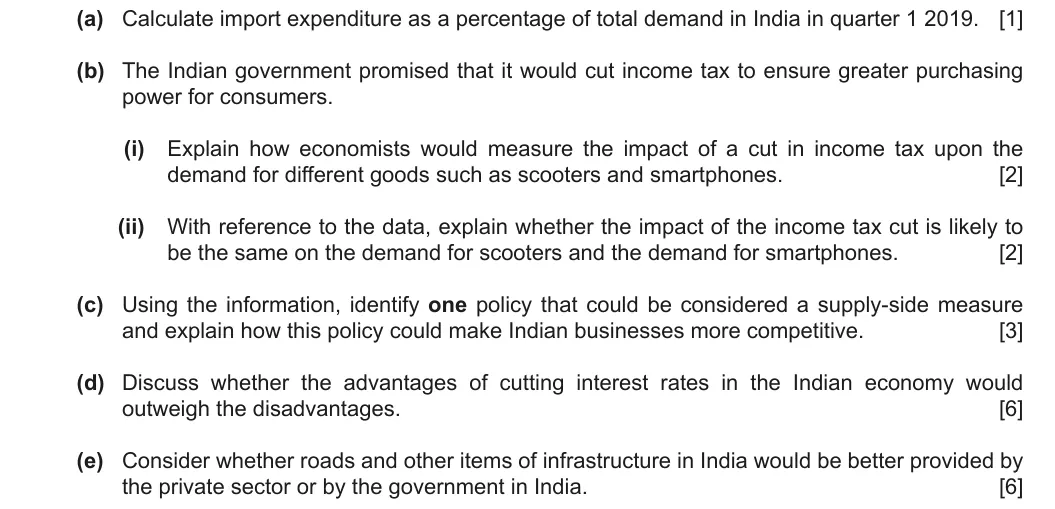 (a) Calculate import expenditure as a percentage of total demand in India in quarter 1 2019. [1]
(b) The Indian government promised that it would cut income tax to ensure greater purchasing
power for consumers.
(i) Explain how economists would measure the impact of a cut in income tax upon the
demand for different goods such as scooters and smartphones. [2]
(ii) With reference to the data, explain whether the impact of the income tax cut is likely to
be the same on the demand for scooters and the demand for smartphones. [2]
(c) Using the information, identify one policy that could be considered a supply-side measure
and explain how this policy could make Indian businesses more competitive. [3]
(d) Discuss whether the advantages of cutting interest rates in the Indian economy would
outweigh the disadvantages. [6]
(e) Consider whether roads and other items of infrastructure in India would be better provided by
the private sector or by the government in India. [6]